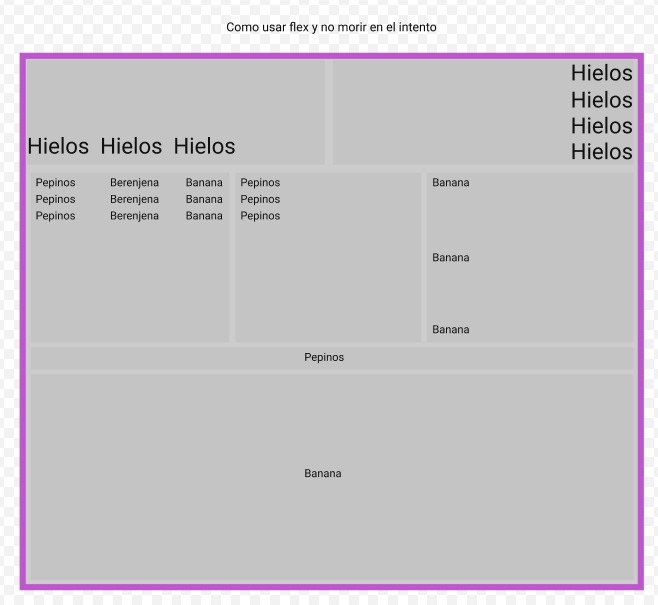 Como usar flex y no morir en el intento
Hielos Hielos Hielos
Hielos
Hielos
Hielos
Hielos
Pepinos Berenjena Banana
Pepinos Berenjena Banana
Pepinos Berenjena Banana
Pepinos
Pepinos
Pepinos
Banana
Banana
Banana
Pepinos
Banana